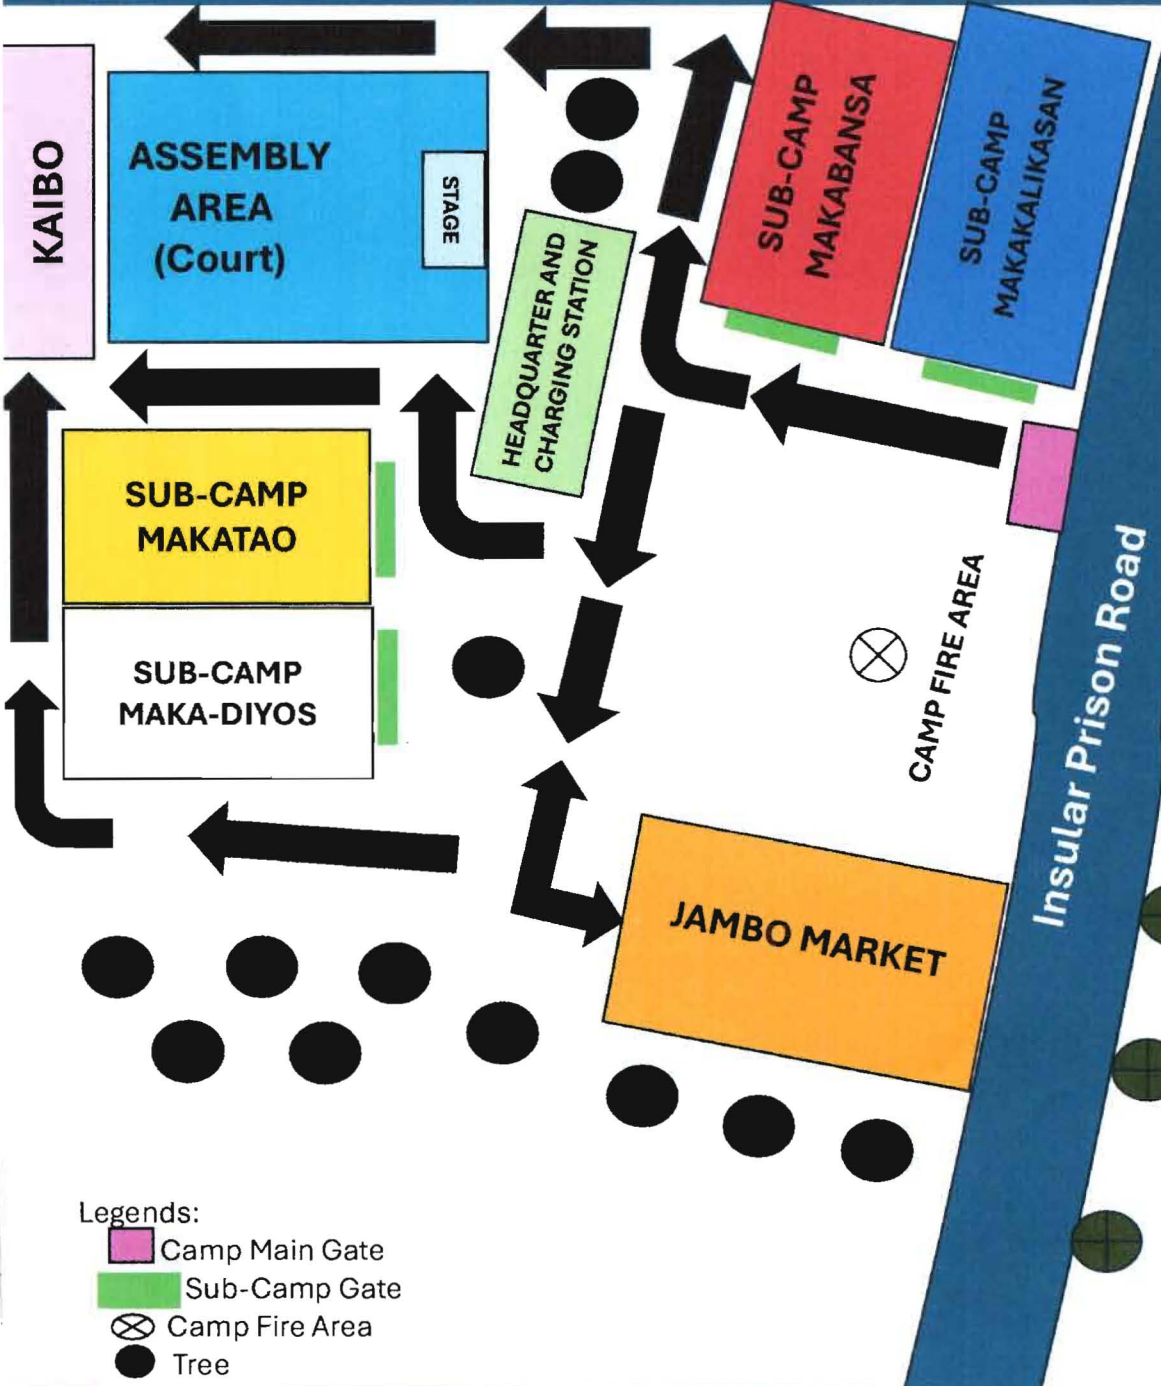 KAIBO
ASSEMBLY
AREA
(Court)
STAGE
HEADQUARTER AND
CHARGING STATION
SUB-CAMP
MAKABANSA
SUB-CAMP
MAKAKALIKASAN
SUB-CAMP
MAKATAO
SUB-CAMP
MAKA-DIYOS
CAMP FIRE AREA
Insular Prison Road
JAMBO MARKET
Legends:
Camp Main Gate
Sub-Camp Gate
Camp Fire Area
Tree